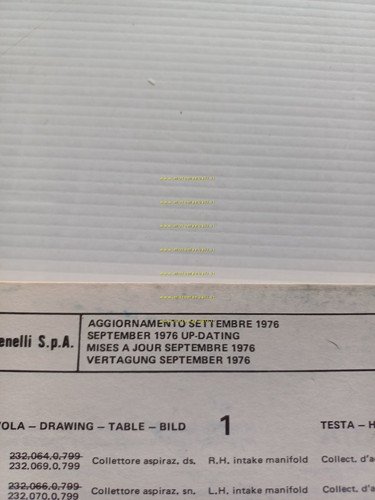 AGGIORNAMENTO SETTEMBRE 1976
enelli S.p.A.
SEPTEMBER 1976 UP-DATING
MISES A JOUR SEPTEMBRE 1976
VERTAGUNG SEPTEMBER 1976
VOLA – DRAWING – TABLE – BILD 1 TESTA – H
232,064,0,799
232,069,0,799 Collettore aspiraz, ds. R.H. intake manifold Collect. d'a
232,066,0,799
232,070,0,799 Collettore aspiraz, sn. L.H. intake manifold Collect. d'a